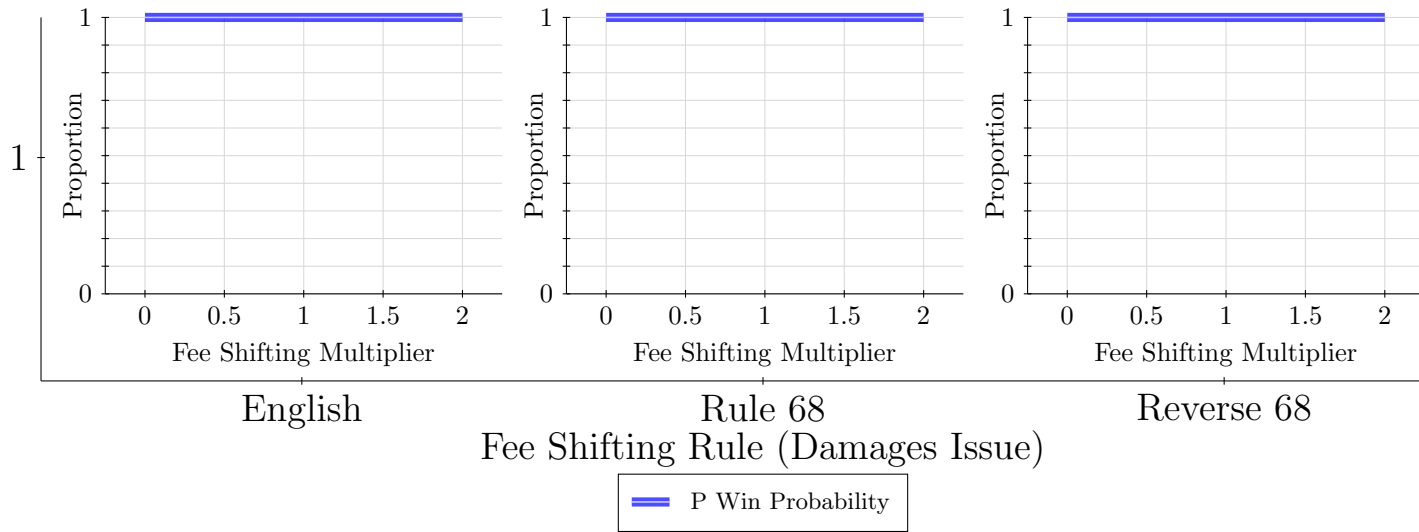 1
Proportion
1
0
0 0.5 1 1.5 2
Fee Shifting Multiplier
Proportion
1
0
0 0.5 1 1.5 2
Fee Shifting Multiplier
Proportion
1
0
0 0.5 1 1.5 2
Fee Shifting Multiplier
English Rule 68 Reverse 68
Fee Shifting Rule (Damages Issue)
P Win Probability